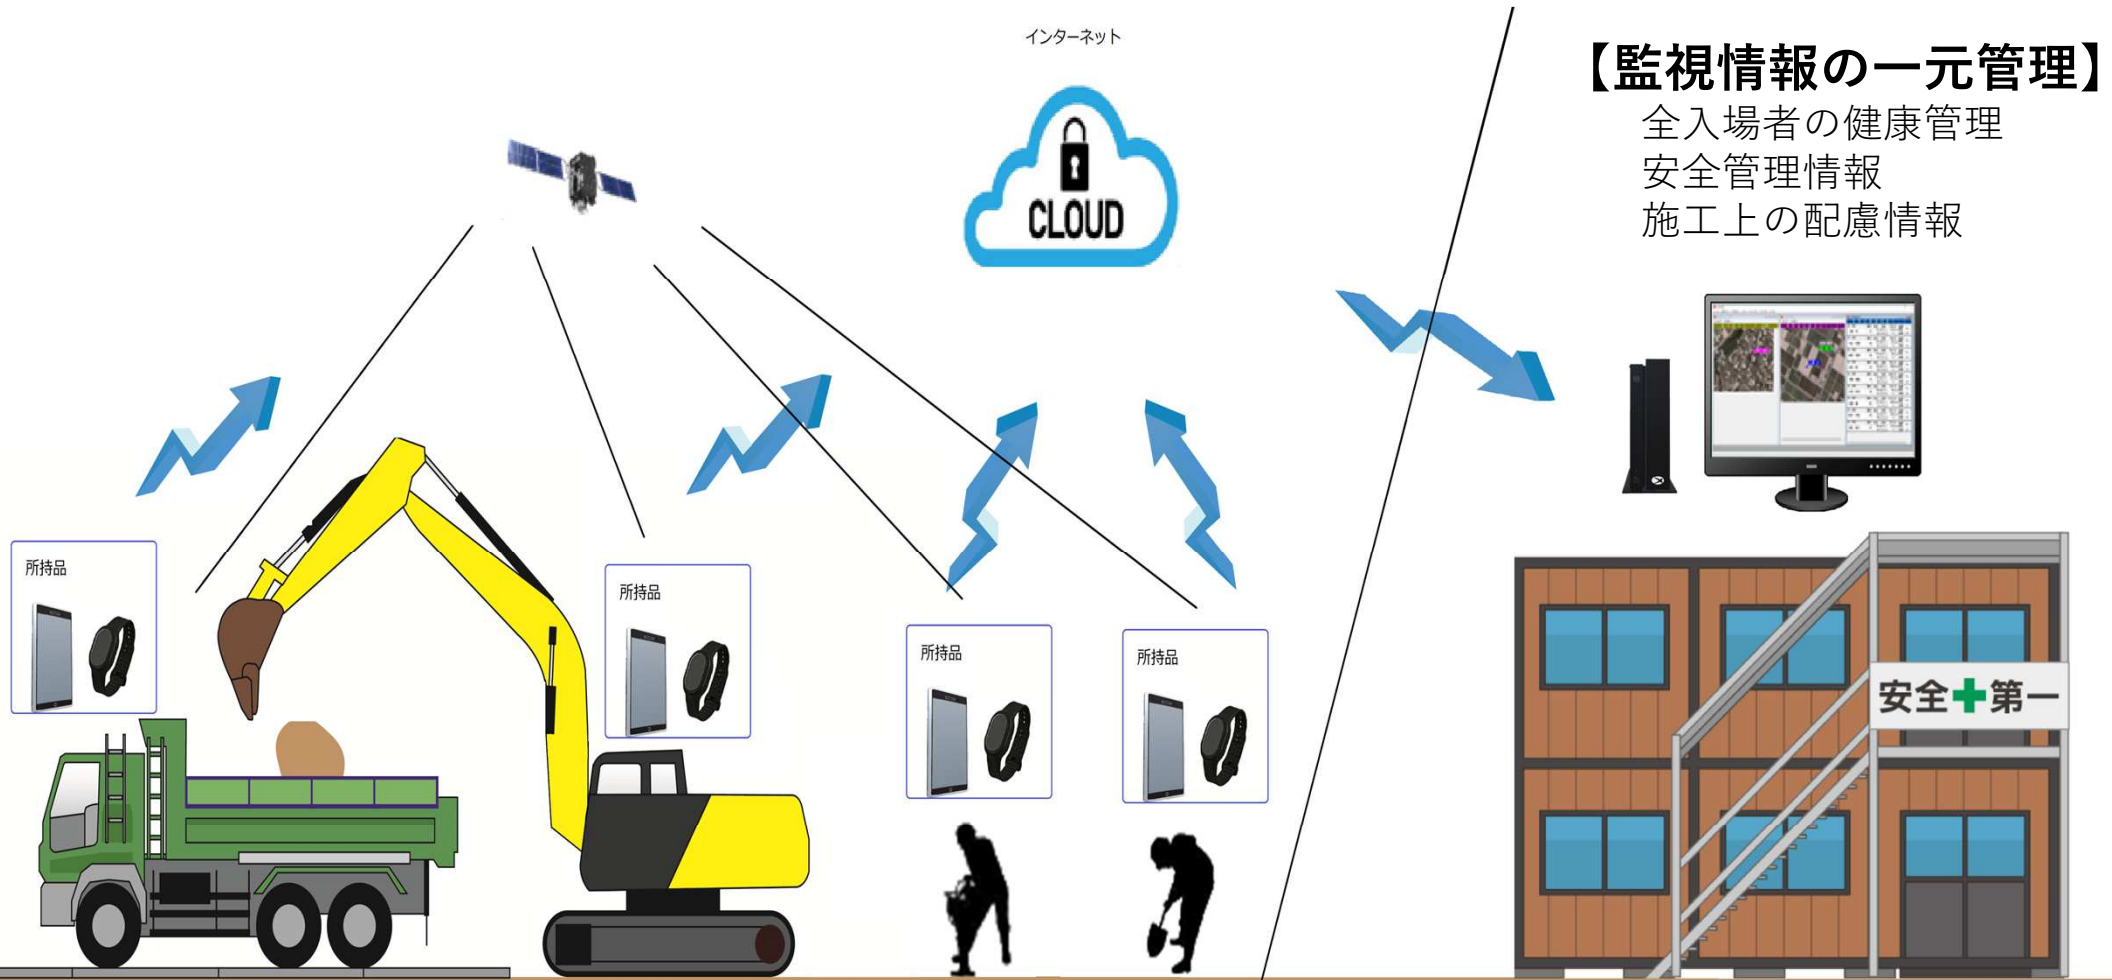 インターネット
CLOUD
【監視情報の一元管理】
全入場者の健康管理
安全管理情報
施工上の配慮情報
所持品
所持品
所持品
所持品
安全✚第一